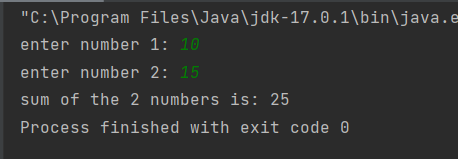 "C:\Program Files\Java\jdk-17.0.1\bin\java.e
enter number 1: 10
enter number 2: 15
sum of the 2 numbers is: 25
Process finished with exit code 0